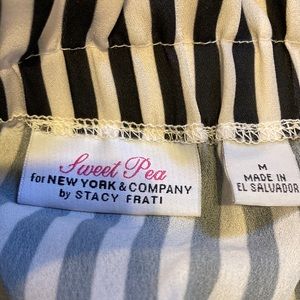 Sweet Pea
for NEW YORK & COMPANY
by STACY FRATI
M
MADE IN
EL SALVADOR